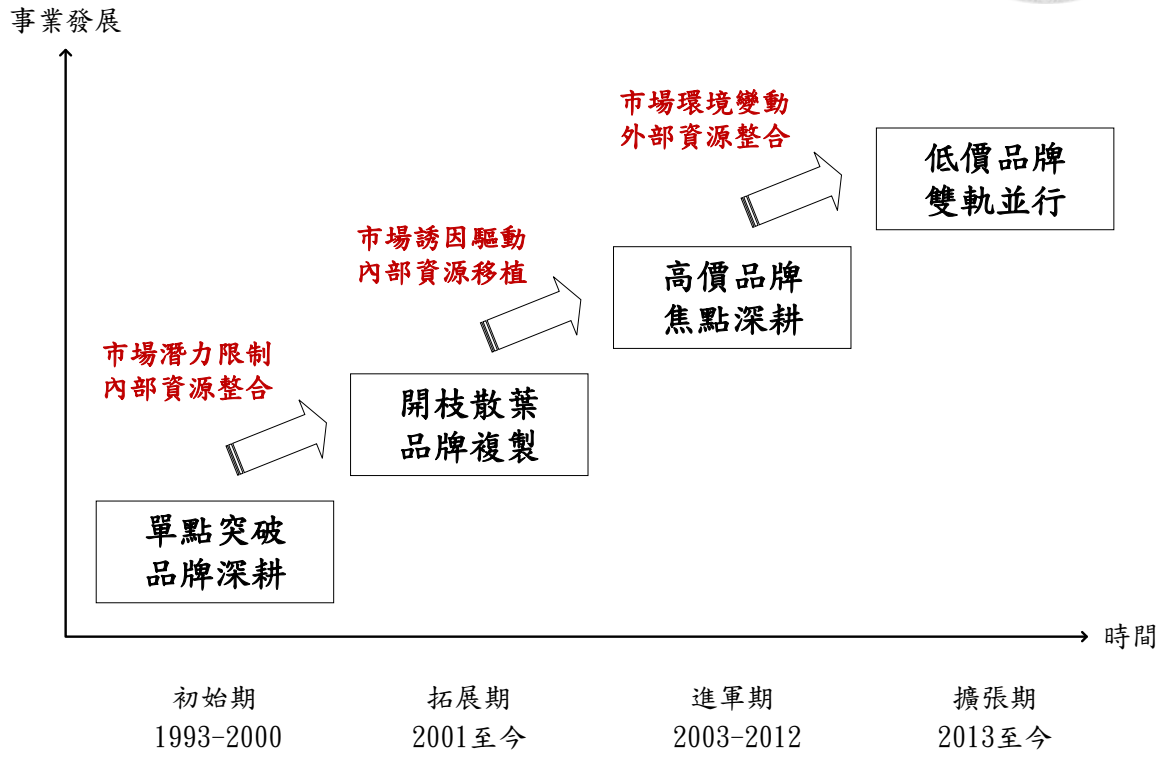 事業發展
市場環境變動
外部資源整合
低價品牌
雙軌並行
市場誘因驅動
內部資源移植
高價品牌
焦點深耕
市場潛力限制
內部資源整合
開枝散葉
品牌複製
單點突破
品牌深耕
時間
初始期
1993-2000
拓展期
2001至今
進軍期
2003-2012
擴張期
2013至今